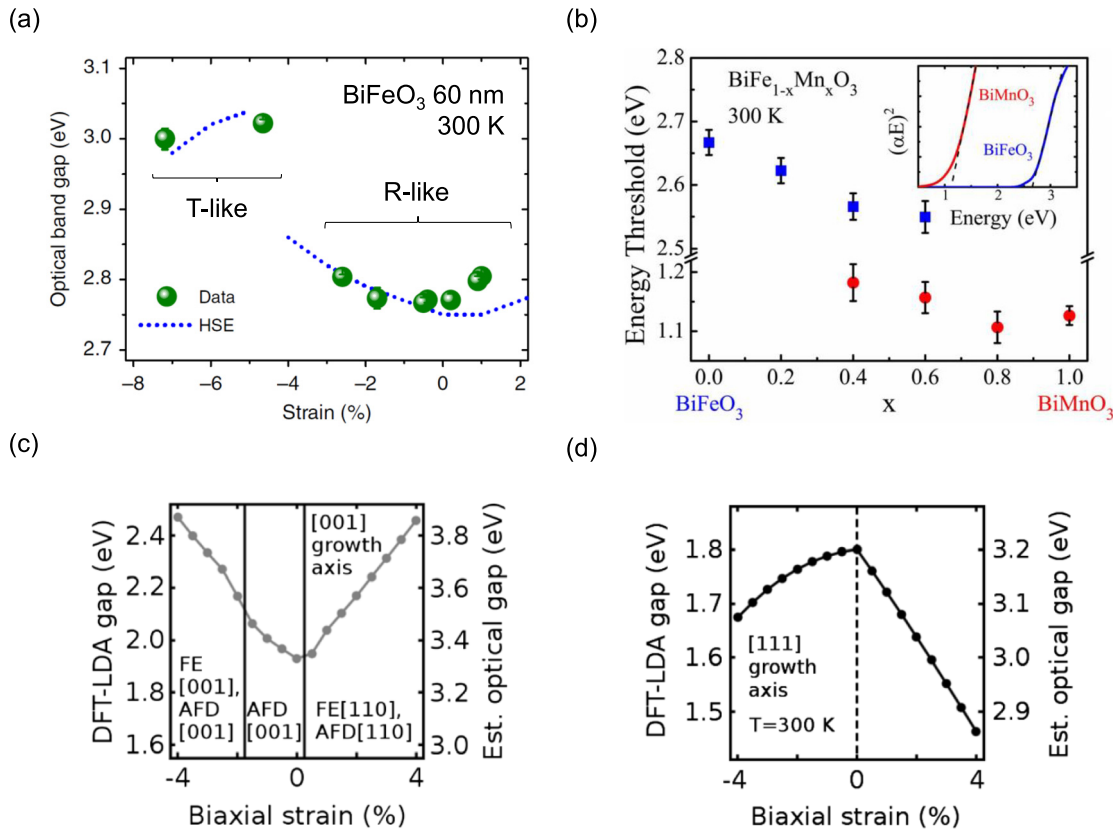 (a)
3.1
3.0
2.9
2.8
2.7
Optical band gap (eV)
BiFeO3 60 nm
300 K
T-like
R-like
Data
HSE
−8 −6 −4 −2 0 2
Strain (%)
(b)
2.8
2.7
2.6
2.5
1.2
1.1
Energy Threshold (eV)
BiFe1-xMnxO3
300 K
(αE)2
BiMnO3
BiFeO3
1 2 3
Energy (eV)
0.0 0.2 0.4 0.6 0.8 1.0
BiFeO3 x BiMnO3
(c)
2.4
2.2
2.0
1.8
1.6
DFT-LDA gap (eV)
[001]
growth
axis
FE
[001],
AFD
[001]
AFD
[001]
FE[110],
AFD[110]
3.8
3.6
3.4
3.2
3.0
Est. optical gap (eV)
-4 0 4
Biaxial strain (%)
(d)
1.8
1.7
1.6
1.5
DFT-LDA gap (eV)
[111]
growth
axis
T=300 K
3.2
3.1
3.0
2.9
Est. optical gap (eV)
-4 0 4
Biaxial strain (%)